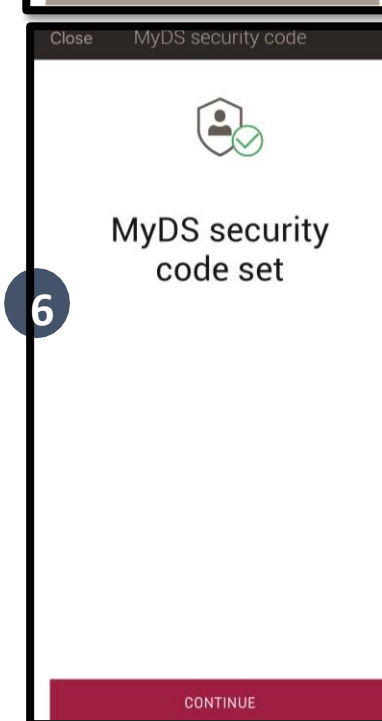 Close MyDS security code
MyDS security
code set
6
CONTINUE